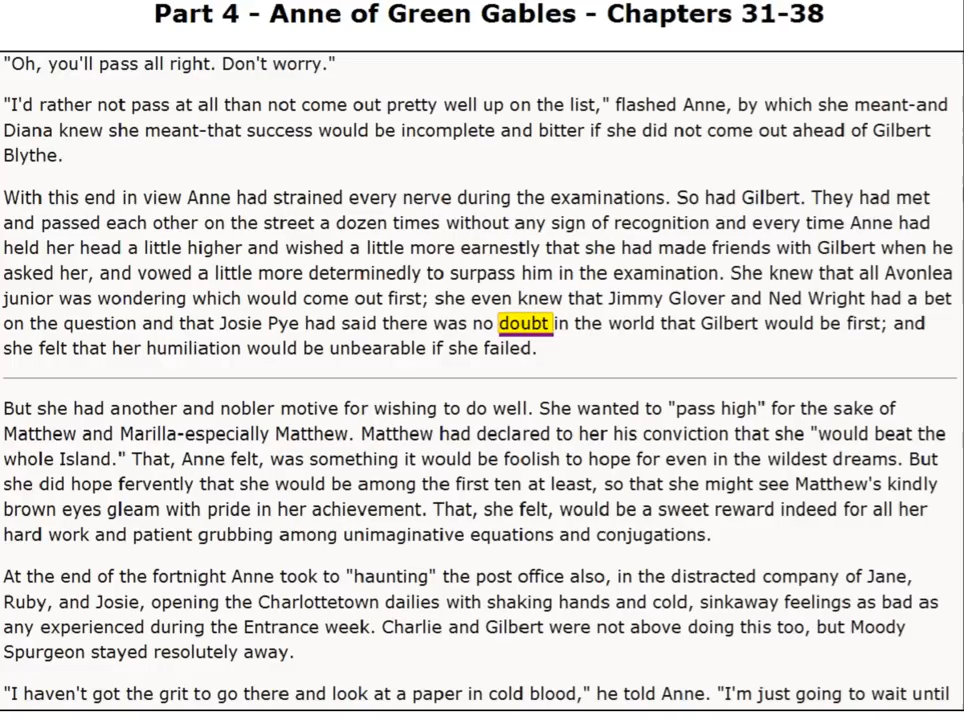 Part 4 - Anne of Green Gables - Chapters 31-38
"Oh, you'll pass all right. Don't worry."
"I'd rather not pass at all than not come out pretty well up on the list," flashed Anne, by which she meant-and
Diana knew she meant-that success would be incomplete and bitter if she did not come out ahead of Gilbert
Blythe.
With this end in view Anne had strained every nerve during the examinations. So had Gilbert. They had met
and passed each other on the street a dozen times without any sign of recognition and every time Anne had
held her head a little higher and wished a little more earnestly that she had made friends with Gilbert when he
asked her, and vowed a little more determinedly to surpass him in the examination. She knew that all Avonlea
junior was wondering which would come out first; she even knew that Jimmy Glover and Ned Wright had a bet
on the question and that Josie Pye had said there was no doubt in the world that Gilbert would be first; and
she felt that her humiliation would be unbearable if she failed.
But she had another and nobler motive for wishing to do well. She wanted to "pass high" for the sake of
Matthew and Marilla-especially Matthew. Matthew had declared to her his conviction that she "would beat the
whole Island." That, Anne felt, was something it would be foolish to hope for even in the wildest dreams. But
she did hope fervently that she would be among the first ten at least, so that she might see Matthew's kindly
brown eyes gleam with pride in her achievement. That, she felt, would be a sweet reward indeed for all her
hard work and patient grubbing among unimaginative equations and conjugations.
At the end of the fortnight Anne took to "haunting" the post office also, in the distracted company of Jane,
Ruby, and Josie, opening the Charlottetown dailies with shaking hands and cold, sinkaway feelings as bad as
any experienced during the Entrance week. Charlie and Gilbert were not above doing this too, but Moody
Spurgeon stayed resolutely away.
"I haven't got the grit to go there and look at a paper in cold blood," he told Anne. "I'm just going to wait until